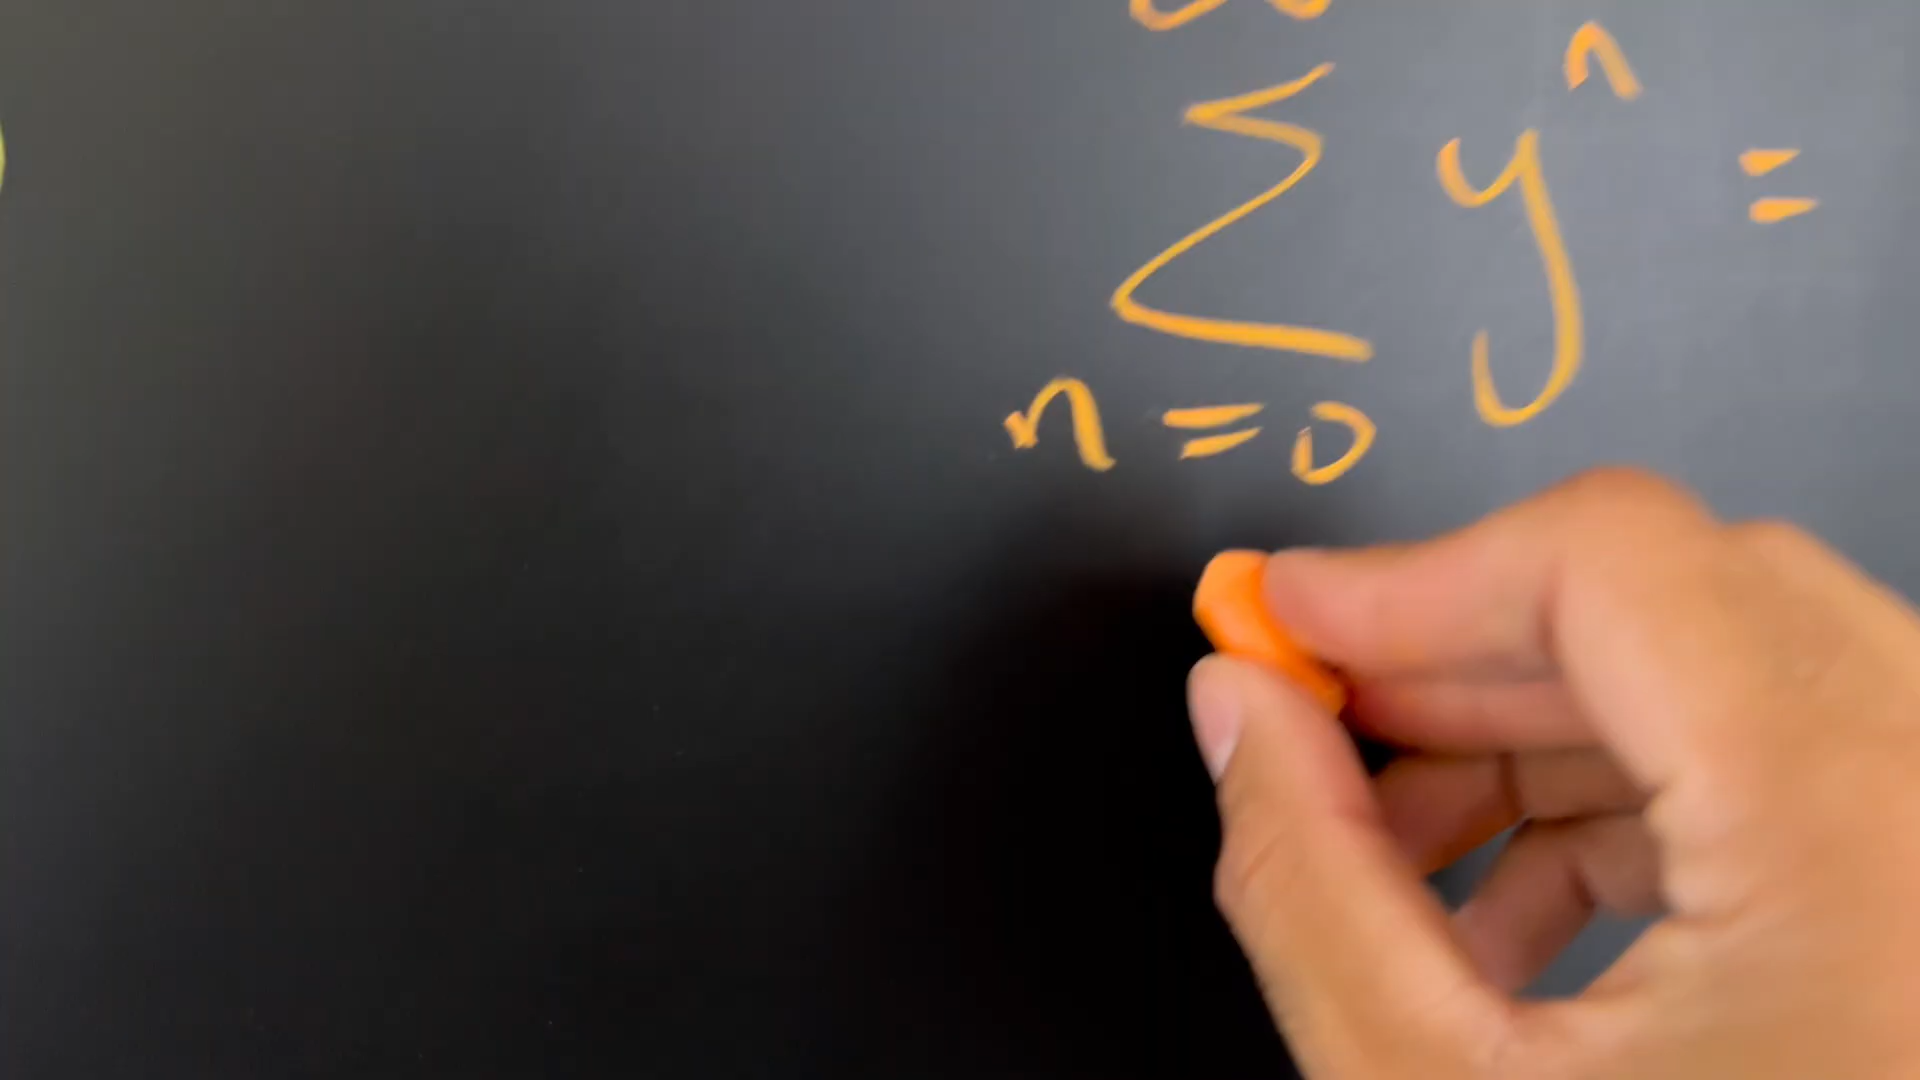 ∞
∑ yⁿ =
n=0